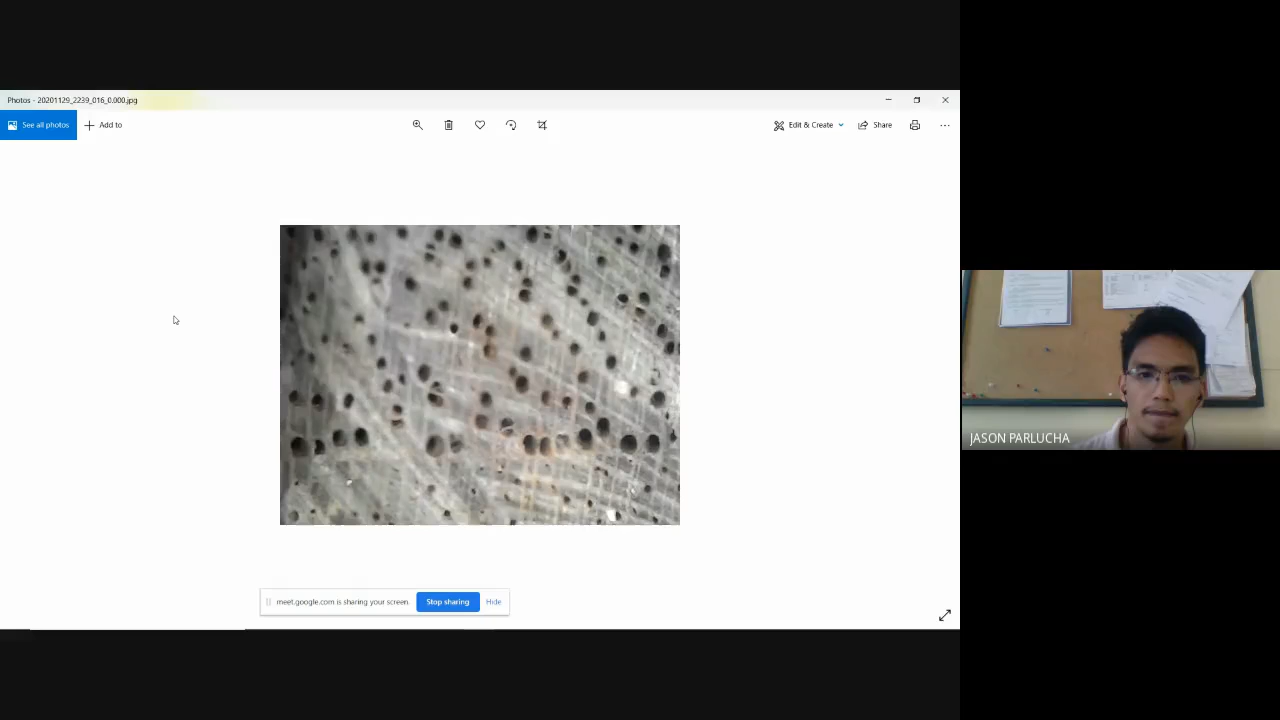 Photos - 20201129_2239_016_0.000.jpg
See all photos
Add to
Edit & Create
Share
JASON PARLUCHA
meet.google.com is sharing your screen.
Stop sharing
Hide